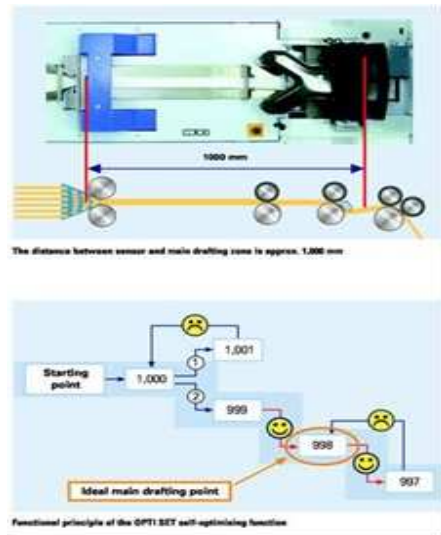 1000 mm
The distance between sensor and main drafting zone is approx. 1,000 mm
1,001
1
Starting
point
1,000
2
999
998
Ideal main drafting point
997
Functional principle of the OPTI SET self-optimizing function